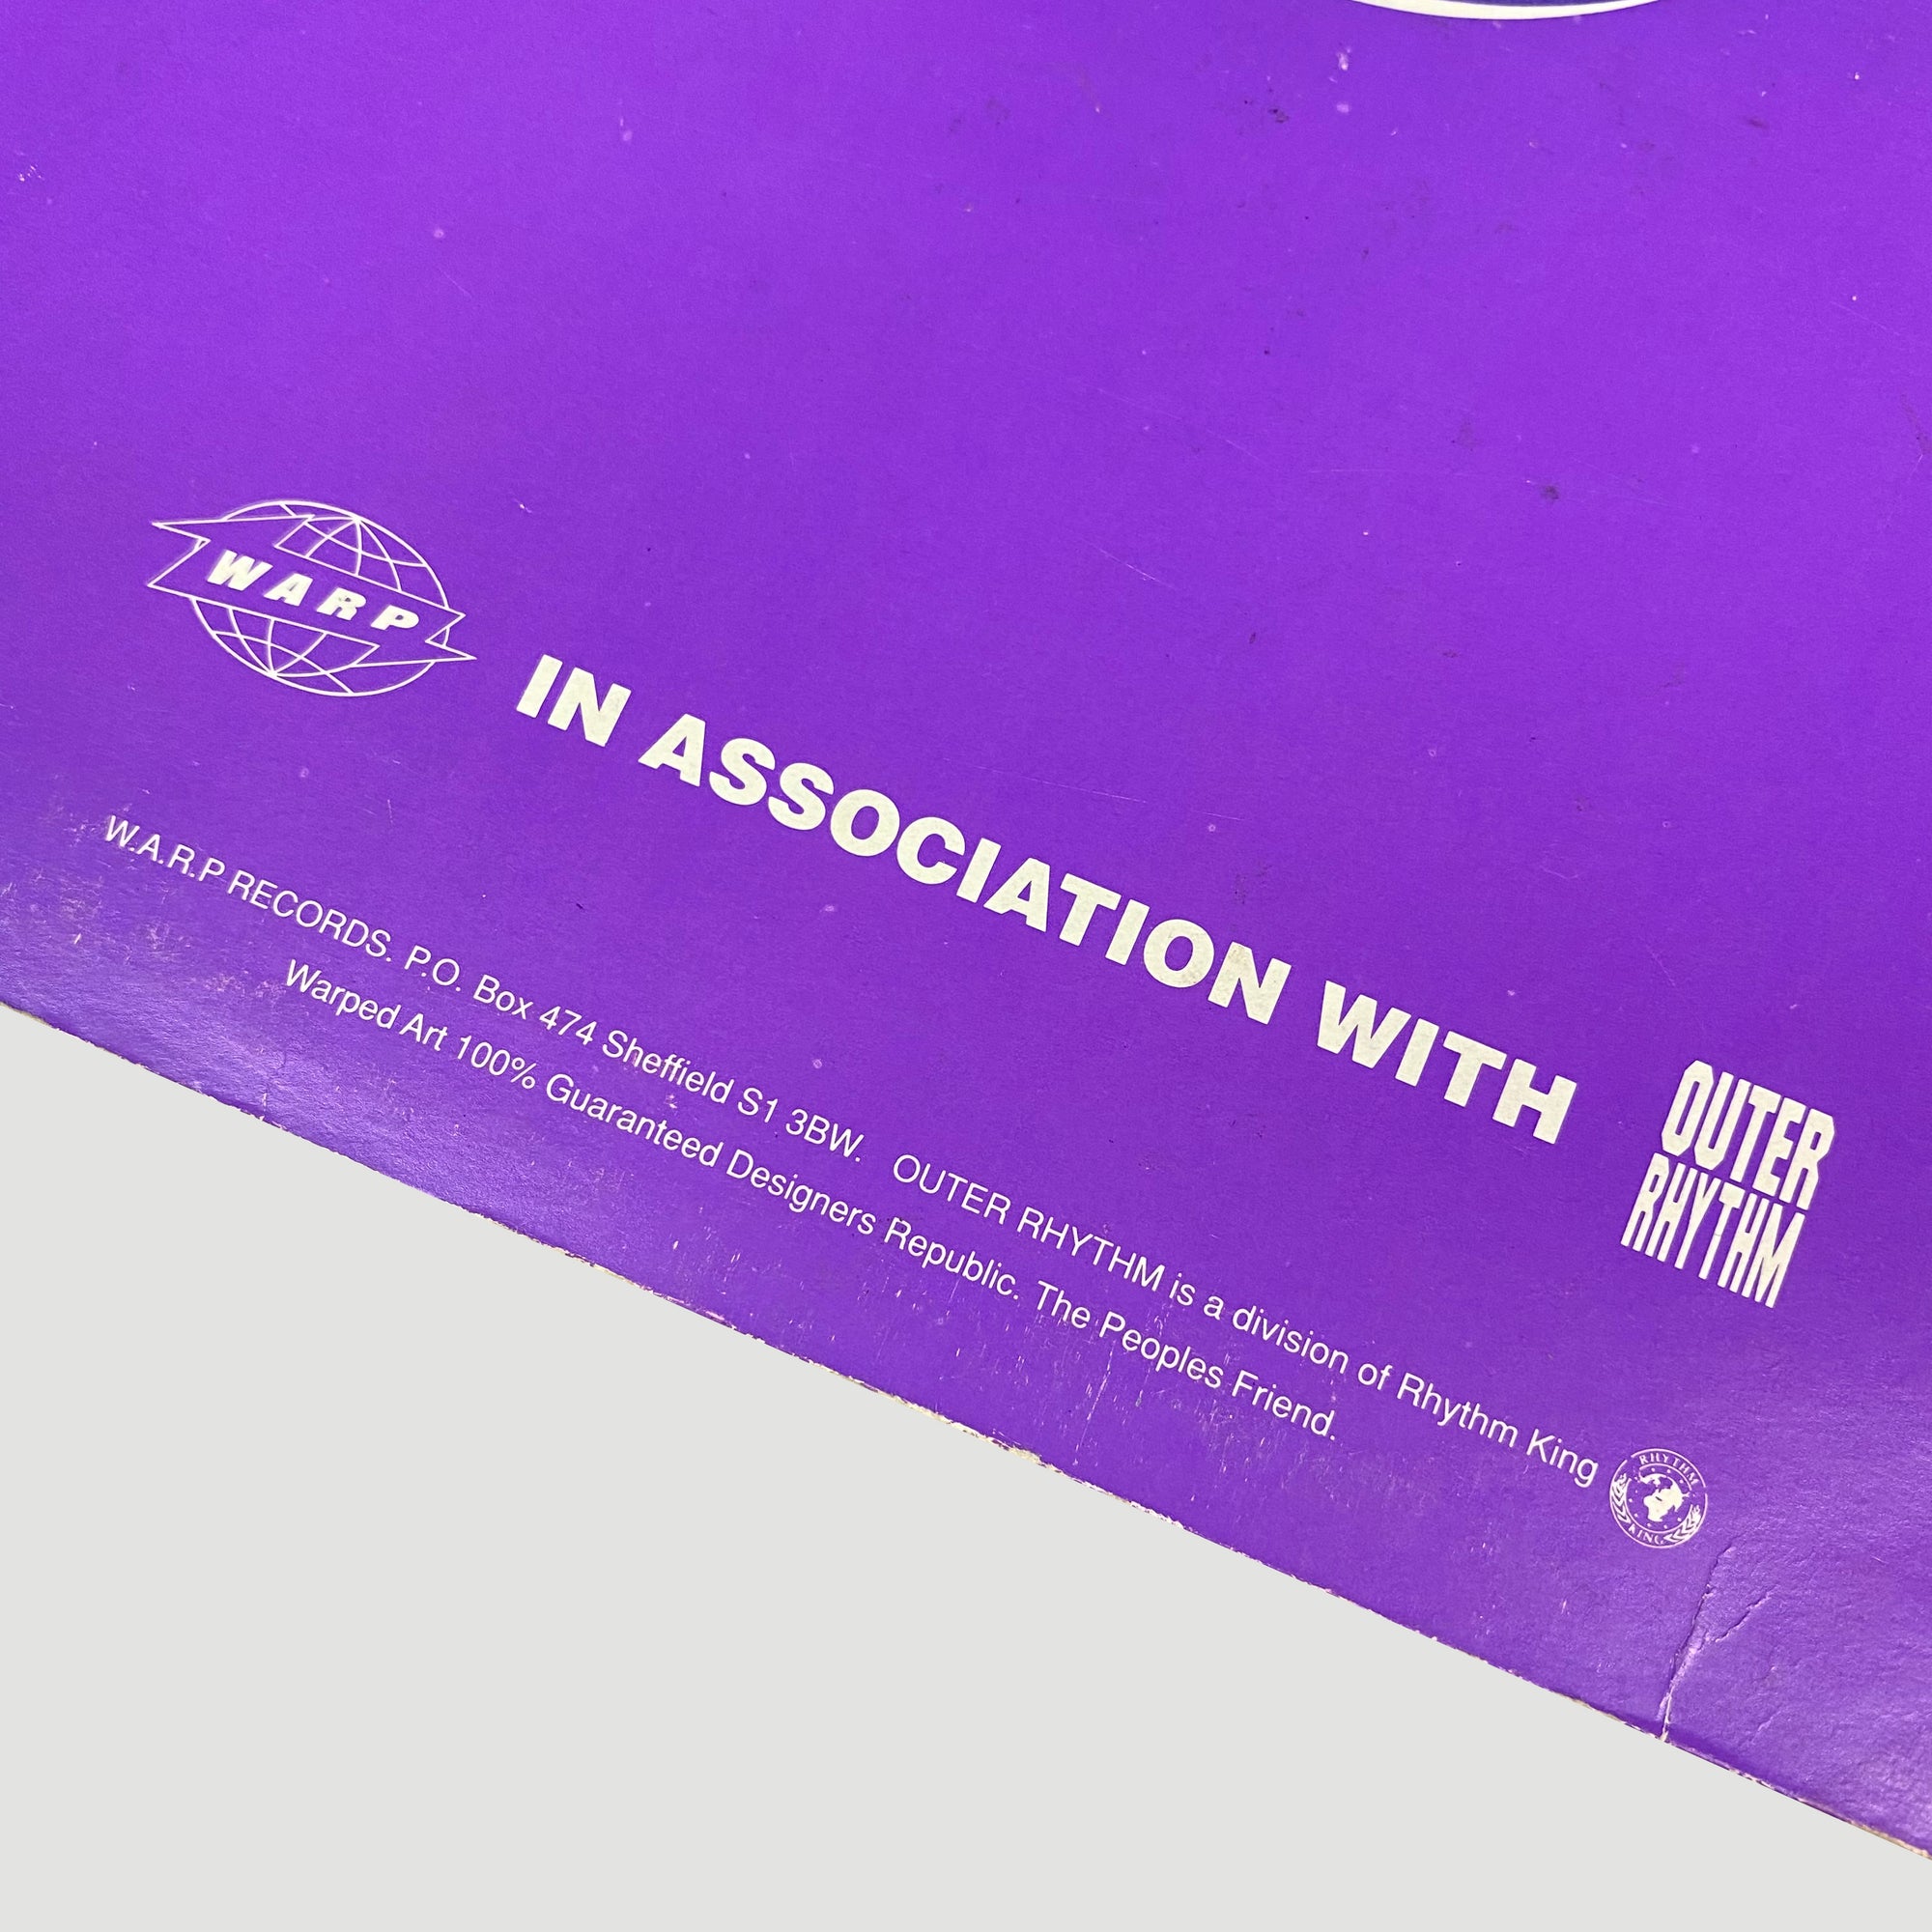 WARP
IN ASSOCIATION WITH
OUTER
RHYTHM
W.A.R.P RECORDS. P.O. Box 474 Sheffield S1 3BW. OUTER RHYTHM is a division of Rhythm King
RHYTHM
KING
Warped Art 100% Guaranteed Designers Republic. The Peoples Friend.